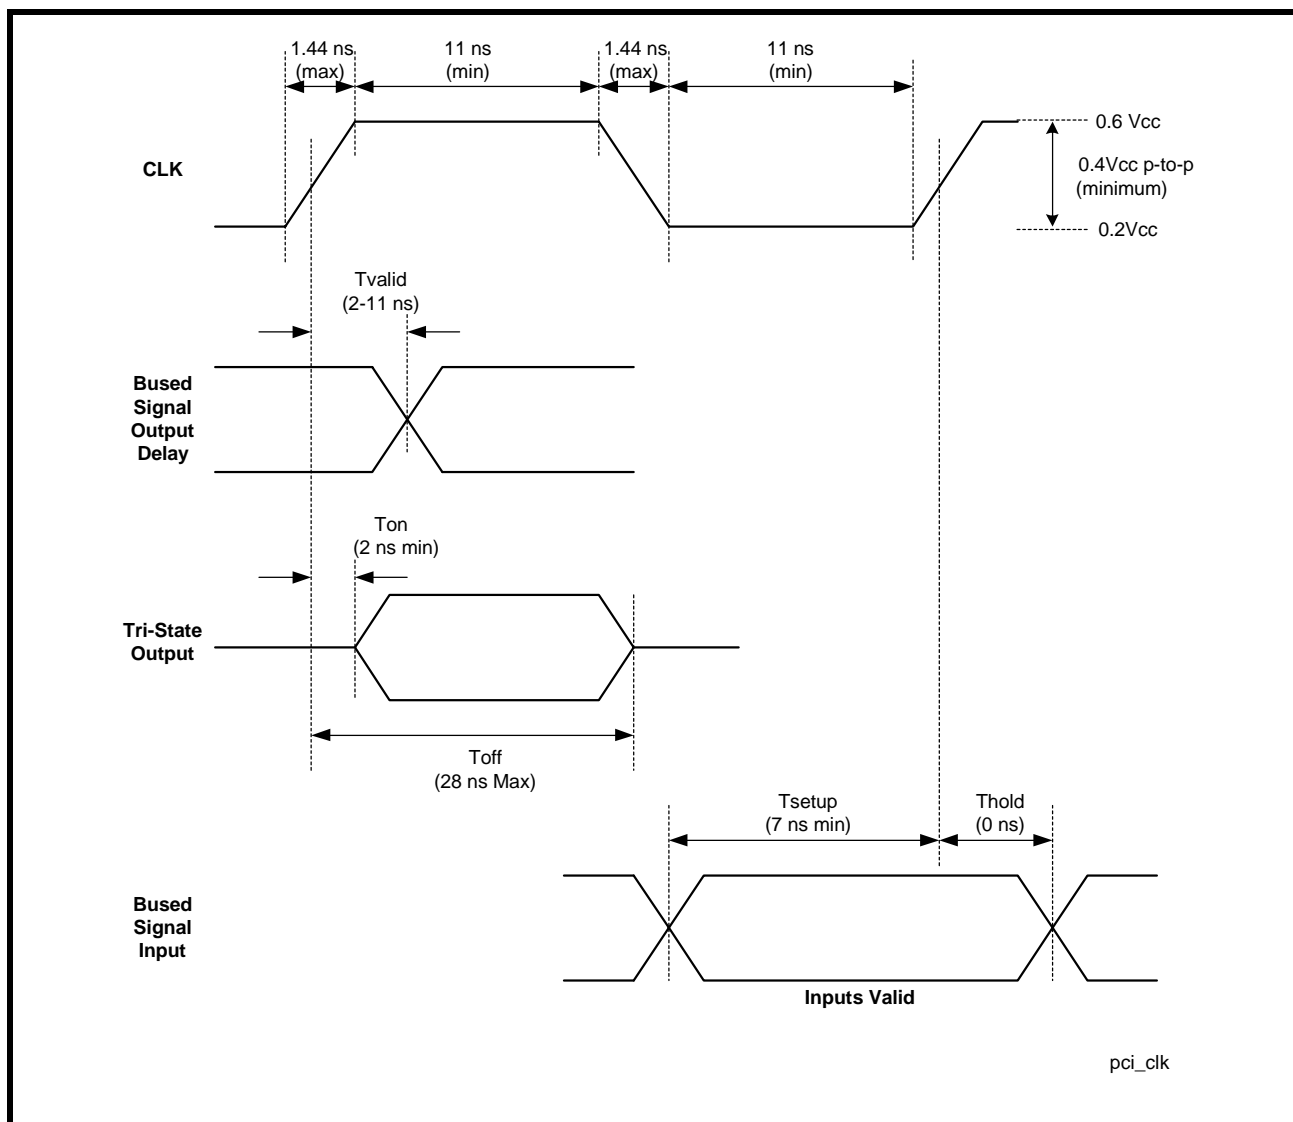 1.44 ns
(max)
11 ns
(min)
1.44 ns
(max)
11 ns
(min)
0.6 Vcc
CLK
0.4Vcc p-to-p
(minimum)
0.2Vcc
Tvalid
(2-11 ns)
Bused
Signal
Output
Delay
Ton
(2 ns min)
Tri-State
Output
Toff
(28 ns Max)
Tsetup
(7 ns min)
Thold
(0 ns)
Bused
Signal
Input
Inputs Valid
pci_clk